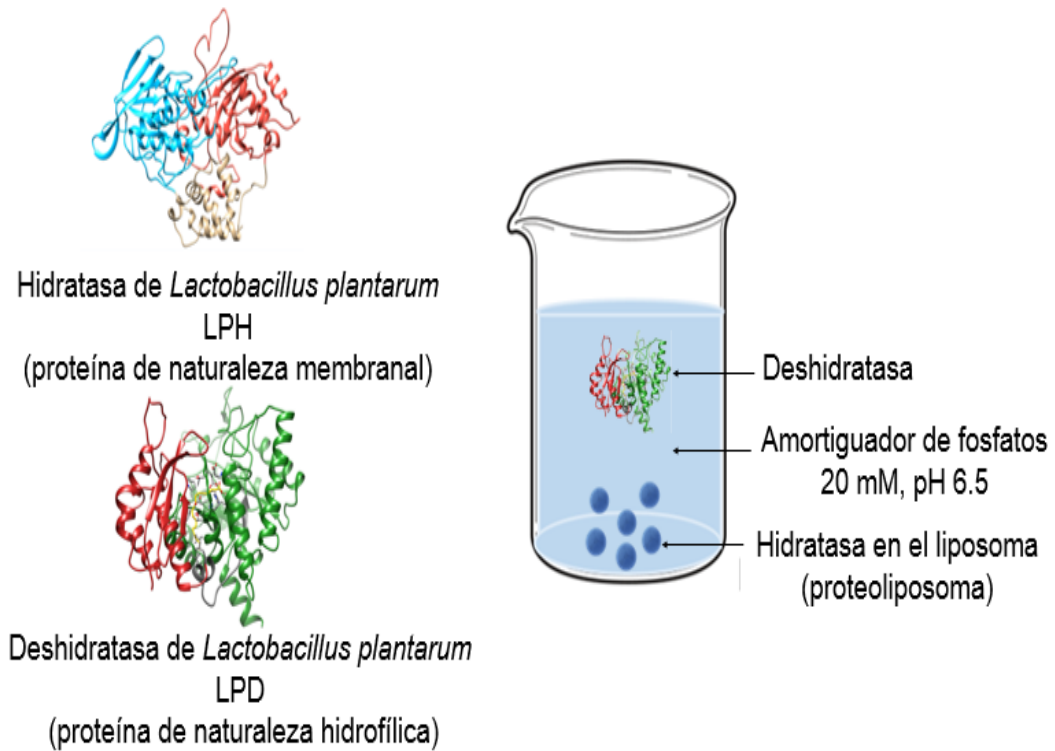 Hidratasa de Lactobacillus plantarum
LPH
(proteína de naturaleza membranal)
Deshidratasa de Lactobacillus plantarum
LPD
(proteína de naturaleza hidrofílica)
Deshidratasa
Amortiguador de fosfatos
20 mM, pH 6.5
Hidratasa en el liposoma
(proteoliposoma)